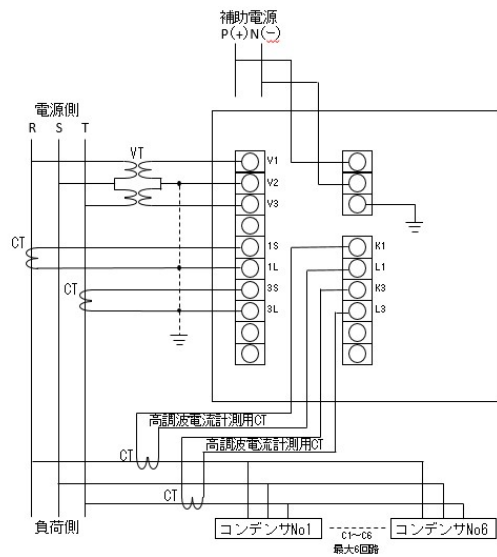 補助電源
P(+)N(-)
電源側
R S T
VT
V1
V2
V3
CT
1S
1L
CT
3S
3L
K1
L1
K3
L3
高調波電流計測用CT
高調波電流計測用CT
CT
CT
負荷側
コンデンサNo1
C1~C6
最大6回路
コンデンサNo6